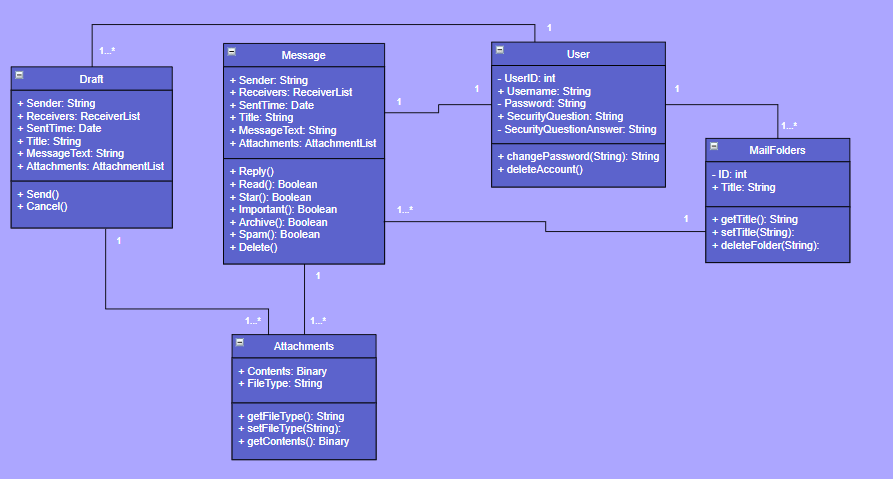 1
1...*
Draft
+ Sender: String
+ Receivers: ReceiverList
+ SentTime: Date
+ Title: String
+ MessageText: String
+ Attachments: AttachmentList
+ Send()
+ Cancel()
1
Message
+ Sender: String
+ Receivers: ReceiverList
+ SentTime: Date
+ Title: String
+ MessageText: String
+ Attachments: AttachmentList
+ Reply()
+ Read(): Boolean
+ Star(): Boolean
+ Important(): Boolean
+ Archive(): Boolean
+ Spam(): Boolean
+ Delete()
1
1
1...*
1
User
- UserID: int
+ Username: String
- Password: String
+ SecurityQuestion: String
- SecurityQuestionAnswer: String
+ changePassword(String): String
+ deleteAccount()
1
1...*
1
MailFolders
- ID: int
+ Title: String
+ getTitle(): String
+ setTitle(String):
+ deleteFolder(String):
1...*
1...*
Attachments
+ Contents: Binary
+ FileType: String
+ getFileType(): String
+ setFileType(String):
+ getContents(): Binary